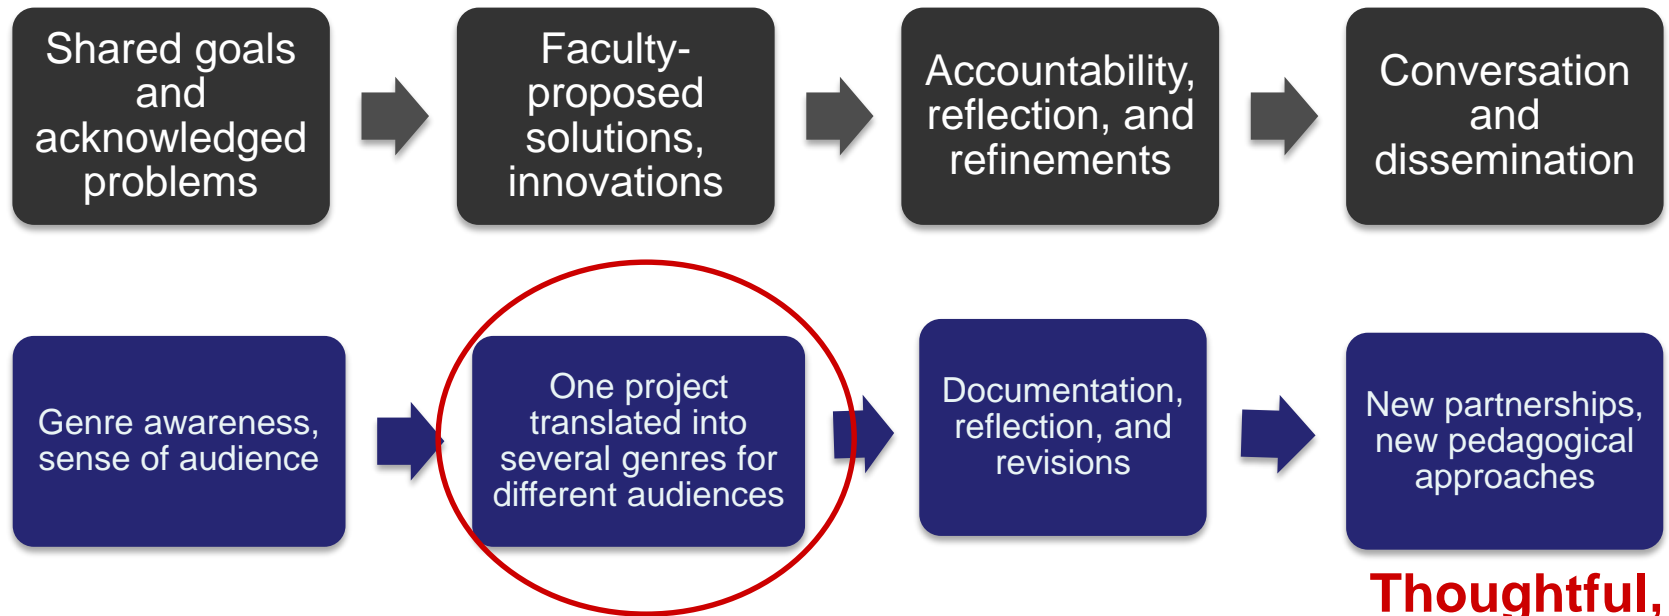 Shared goals
and
acknowledged
problems
Faculty-
proposed
solutions,
innovations
Accountability,
reflection, and
refinements
Conversation
and
dissemination
Genre awareness,
sense of audience
One project
translated into
several genres for
different audiences
Documentation,
reflection, and
revisions
New partnerships,
new pedagogical
approaches
Thoughtful,